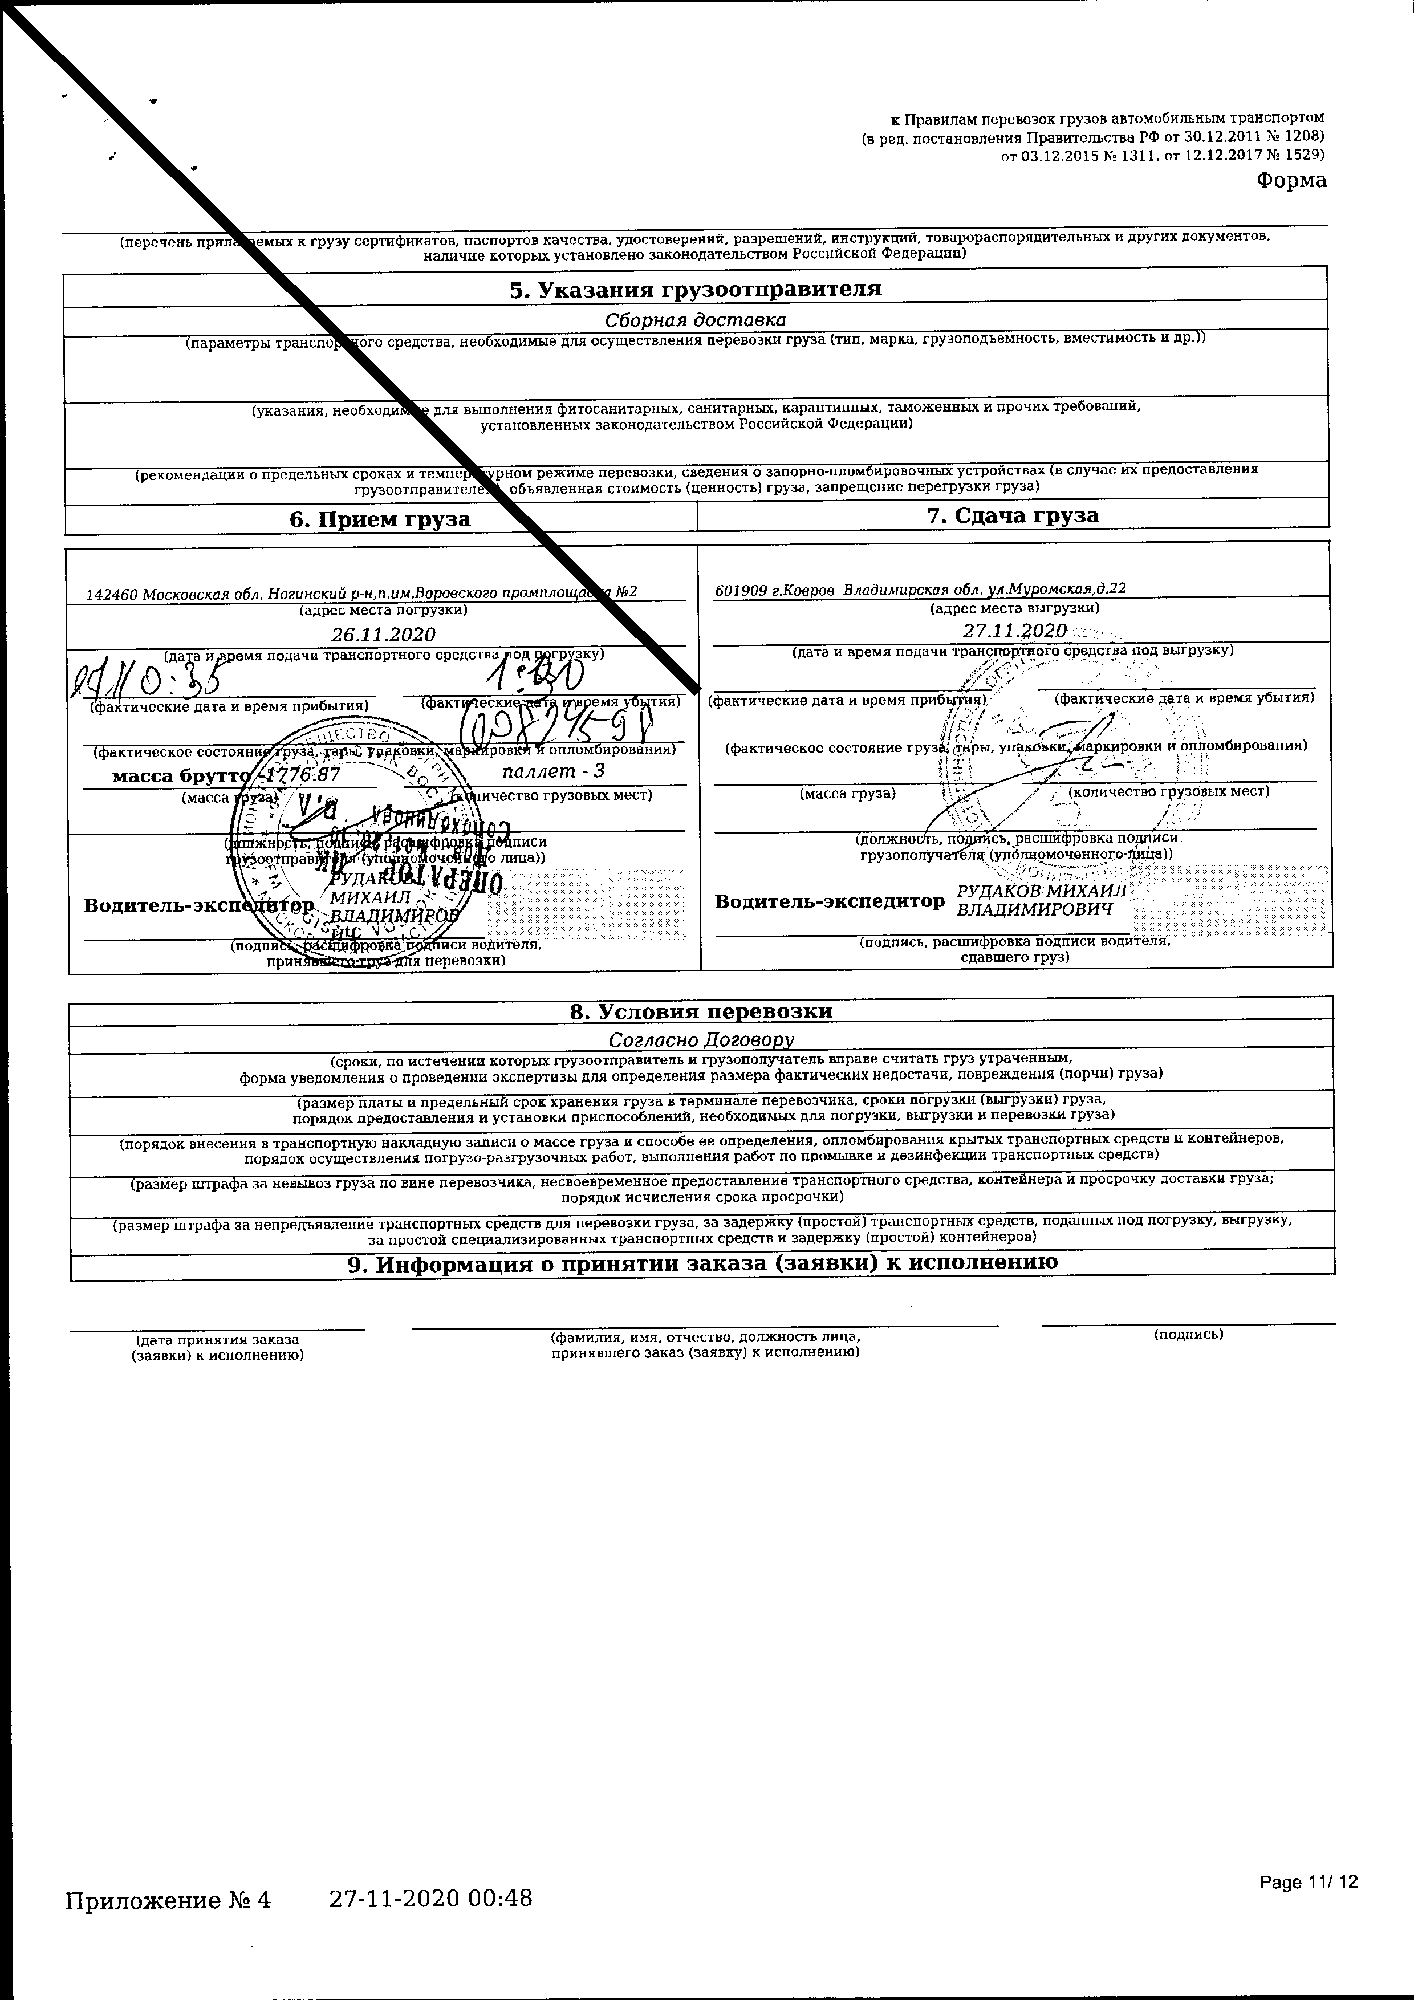 к Правилам перевозок грузов автомобильным транспортом
(в ред. постановления Правительства РФ от 30.12.2011 № 1208)
от 03.12.2015 № 1311, от 12.12.2017 № 1529)
Форма
(перечень прилагаемых к грузу сертификатов, паспортов качества, удостоверений, разрешений, инструкций, товарораспорядительных и других документов,
наличие которых установлено законодательством Российской Федерации)
5. Указания грузоотправителя
Сборная доставка
(параметры транспортного средства, необходимые для осуществления перевозки груза (тип, марка, грузоподъемность, вместимость и др.))
(указания, необходимые для выполнения фитосанитарных, санитарных, карантинных, таможенных и прочих требований,
установленных законодательством Российской Федерации)
(рекомендации о предельных сроках и температурном режиме перевозки, сведения о запорно-пломбировочных устройствах (в случае их предоставления
грузоотправителем), объявленная стоимость (ценность) груза, запрещение перегрузки груза)
6. Прием груза
7. Сдача груза
142460 Московская обл, Ногинский р-н,п.им.Воровского промплощадка №2
(адрес места погрузки)
26.11.2020
(дата и время подачи транспортного средства под погрузку)
0:35
(фактические дата и время прибытия)
(фактические дата и время убытия)
(фактическое состояние груза, тары, упаковки, маркировки и опломбирования)
масса брутто -1776.87
паллет - 3
(масса груза)
(количество грузовых мест)
(должность, подпись, расшифровка подписи
грузоотправителя (уполномоченного лица))
ОПЕРАТОР
Водитель-экспедитор
РУДАКОВ
МИХАИЛ
ВЛАДИМИРОВ
ИЧ
(подпись, расшифровка подписи водителя,
принявшего груз для перевозки)
601909 г.Ковров Владимирская обл, ул.Муромская,д.22
(адрес места выгрузки)
27.11.2020
(дата и время подачи транспортного средства под выгрузку)
(фактические дата и время прибытия)
(фактические дата и время убытия)
(фактическое состояние груза, тары, упаковки, маркировки и опломбирования)
(масса груза)
(количество грузовых мест)
(должность, подпись, расшифровка подписи
грузополучателя (уполномоченного лица))
Водитель-экспедитор
РУДАКОВ МИХАИЛ
ВЛАДИМИРОВИЧ
(подпись, расшифровка подписи водителя,
сдавшего груз)
8. Условия перевозки
Согласно Договору
(сроки, по истечении которых грузоотправитель и грузополучатель вправе считать груз утраченным,
форма уведомления о проведении экспертизы для определения размера фактических недостачи, повреждения (порчи) груза)
(размер платы и предельный срок хранения груза в терминале перевозчика, сроки погрузки (выгрузки) груза,
порядок предоставления и установки приспособлений, необходимых для погрузки, выгрузки и перевозки груза)
(порядок внесения в транспортную накладную записи о массе груза и способе ее определения, опломбирования крытых транспортных средств и контейнеров,
порядок осуществления погрузо-разгрузочных работ, выполнения работ по промывке и дезинфекции транспортных средств)
(размер штрафа за невывоз груза по вине перевозчика, несвоевременное предоставление транспортного средства, контейнера и просрочку доставки груза;
порядок исчисления срока просрочки)
(размер штрафа за непредъявление транспортных средств для перевозки груза, за задержку (простой) транспортных средств, поданных под погрузку, выгрузку,
за простой специализированных транспортных средств и задержку (простой) контейнеров)
9. Информация о принятии заказа (заявки) к исполнению
(дата принятия заказа
(заявки) к исполнению)
(фамилия, имя, отчество, должность лица,
принявшего заказ (заявку) к исполнению)
(подпись)
Приложение № 4 27-11-2020 00:48
Page 11/ 12